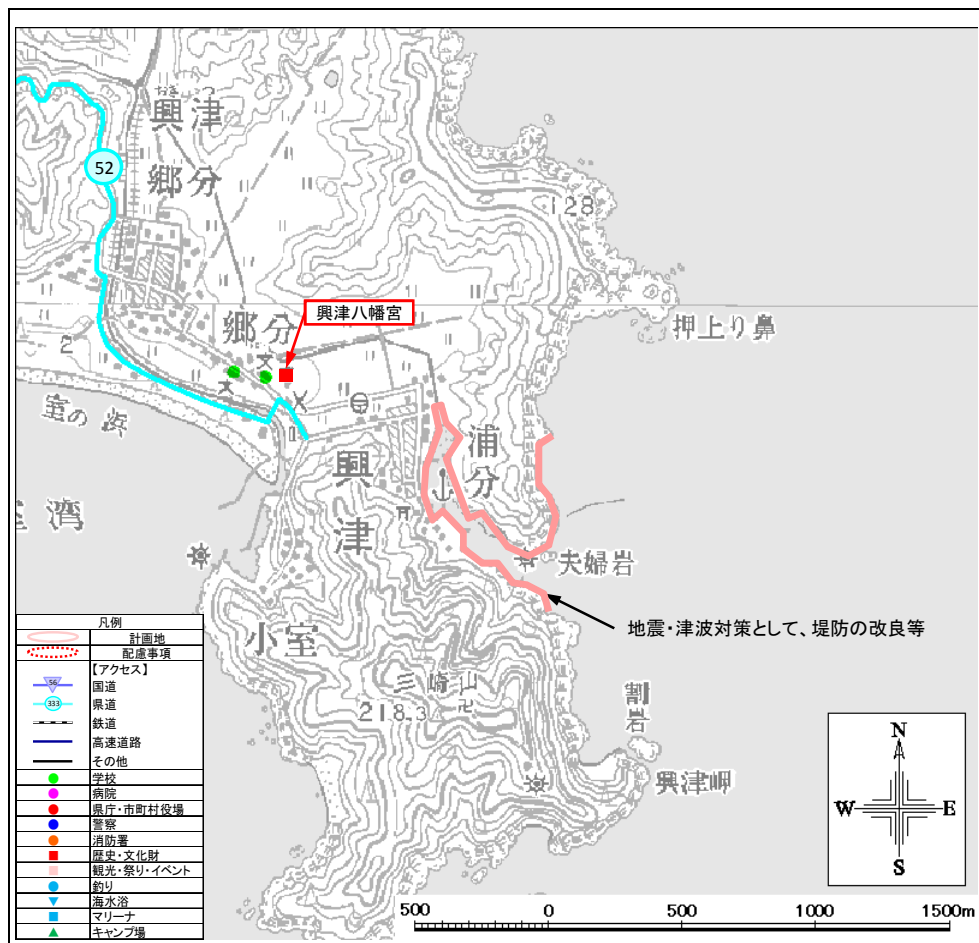 おきつ
興津
郷分
52
128
興津八幡宮
郷分
押上り鼻
2
文
文
室の浜
浦分
興津
湾
夫婦岩
地震・津波対策として、堤防の改良等
小室
三崎山
218.3
割岩
興津岬
凡例
計画地
配慮事項
【アクセス】
56
国道
333
県道
鉄道
高速道路
その他
学校
病院
県庁・市町村役場
警察
消防署
歴史・文化財
観光・祭り・イベント
釣り
海水浴
マリーナ
キャンプ場
N
W
E
S
500 0 500 1000 1500m